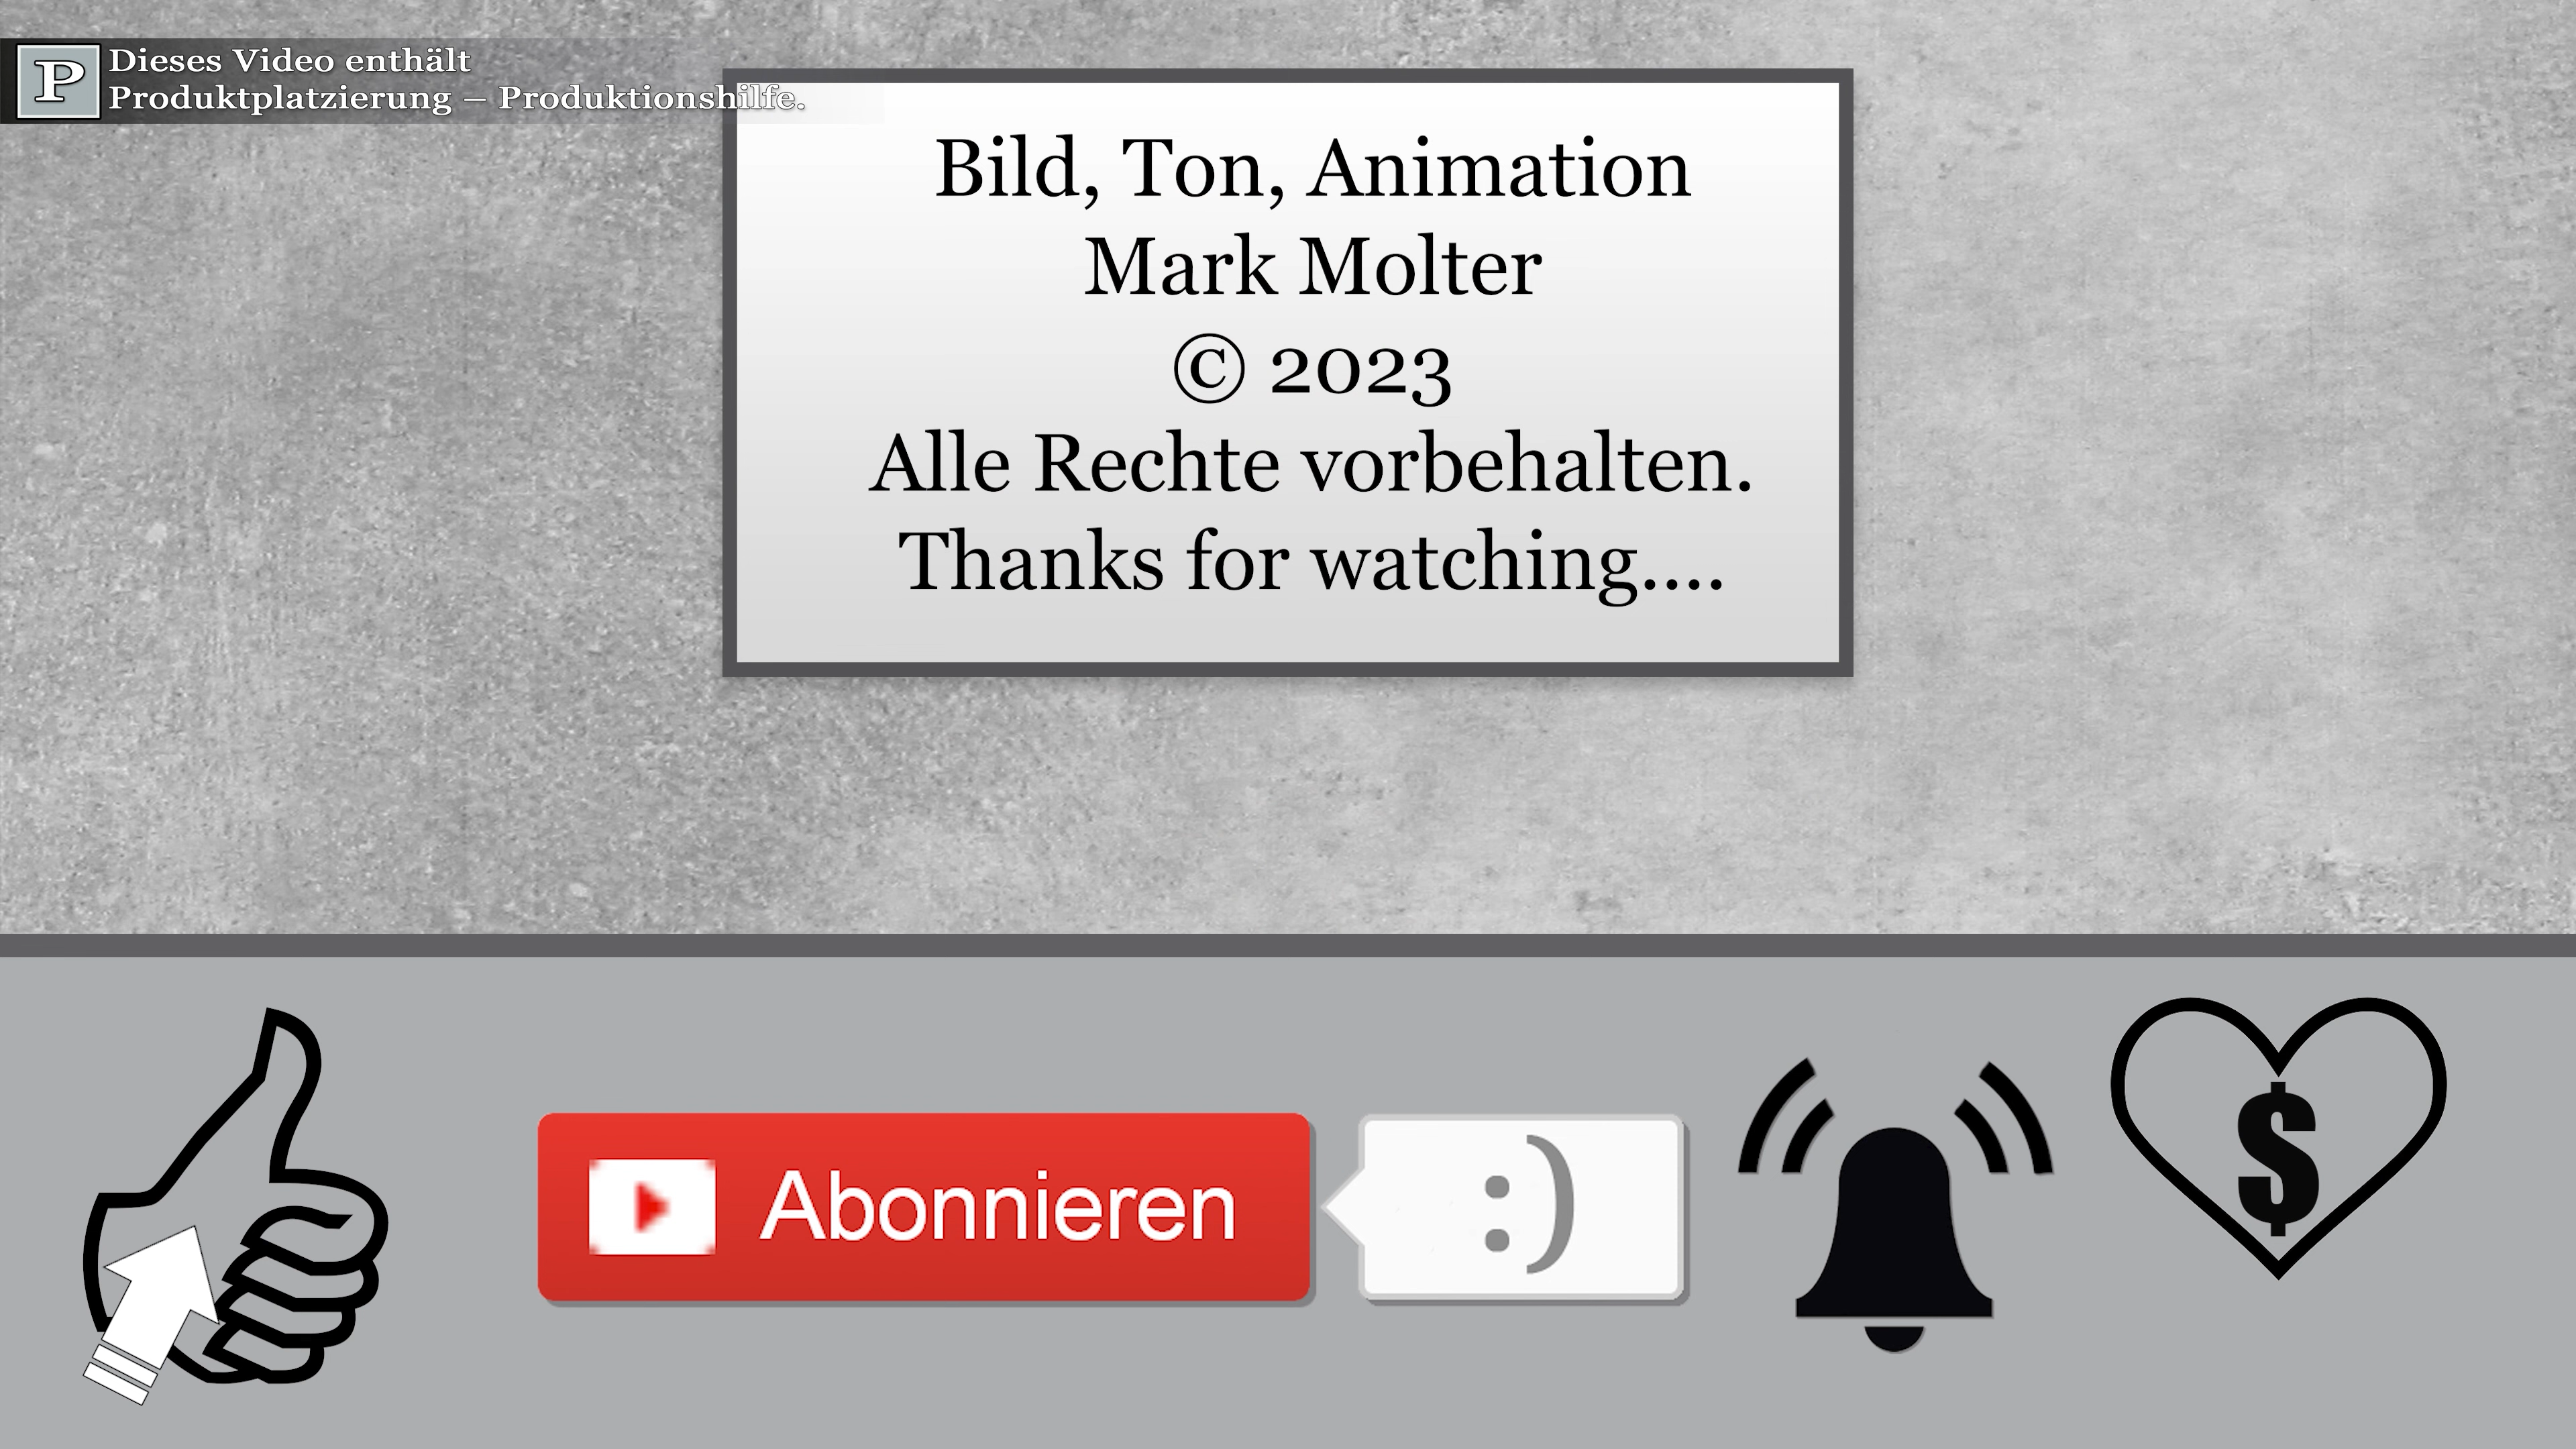 P
Dieses Video enthält
Produktplatzierung – Produktionshilfe.
Bild, Ton, Animation
Mark Molter
© 2023
Alle Rechte vorbehalten.
Thanks for watching....
Abonnieren
:)
$